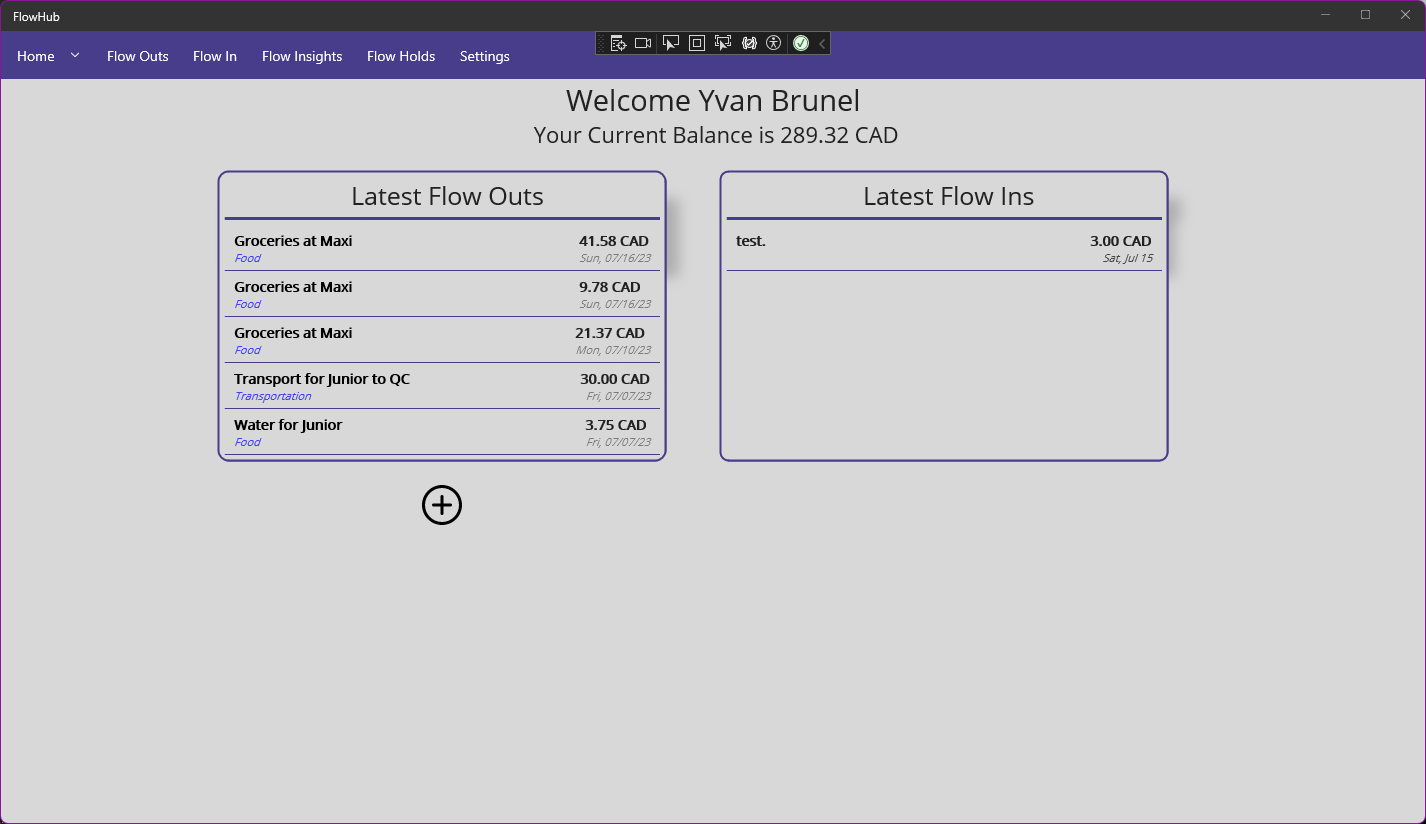 FlowHub
Home Flow Outs Flow In Flow Insights Flow Holds Settings
Welcome Yvan Brunel
Your Current Balance is 289.32 CAD
Latest Flow Outs
Groceries at Maxi 41.58 CAD
Food Sun, 07/16/23
Groceries at Maxi 9.78 CAD
Food Sun, 07/16/23
Groceries at Maxi 21.37 CAD
Food Mon, 07/10/23
Transport for Junior to QC 30.00 CAD
Transportation Fri, 07/07/23
Water for Junior 3.75 CAD
Food Fri, 07/07/23
Latest Flow Ins
test. 3.00 CAD
Sat, Jul 15